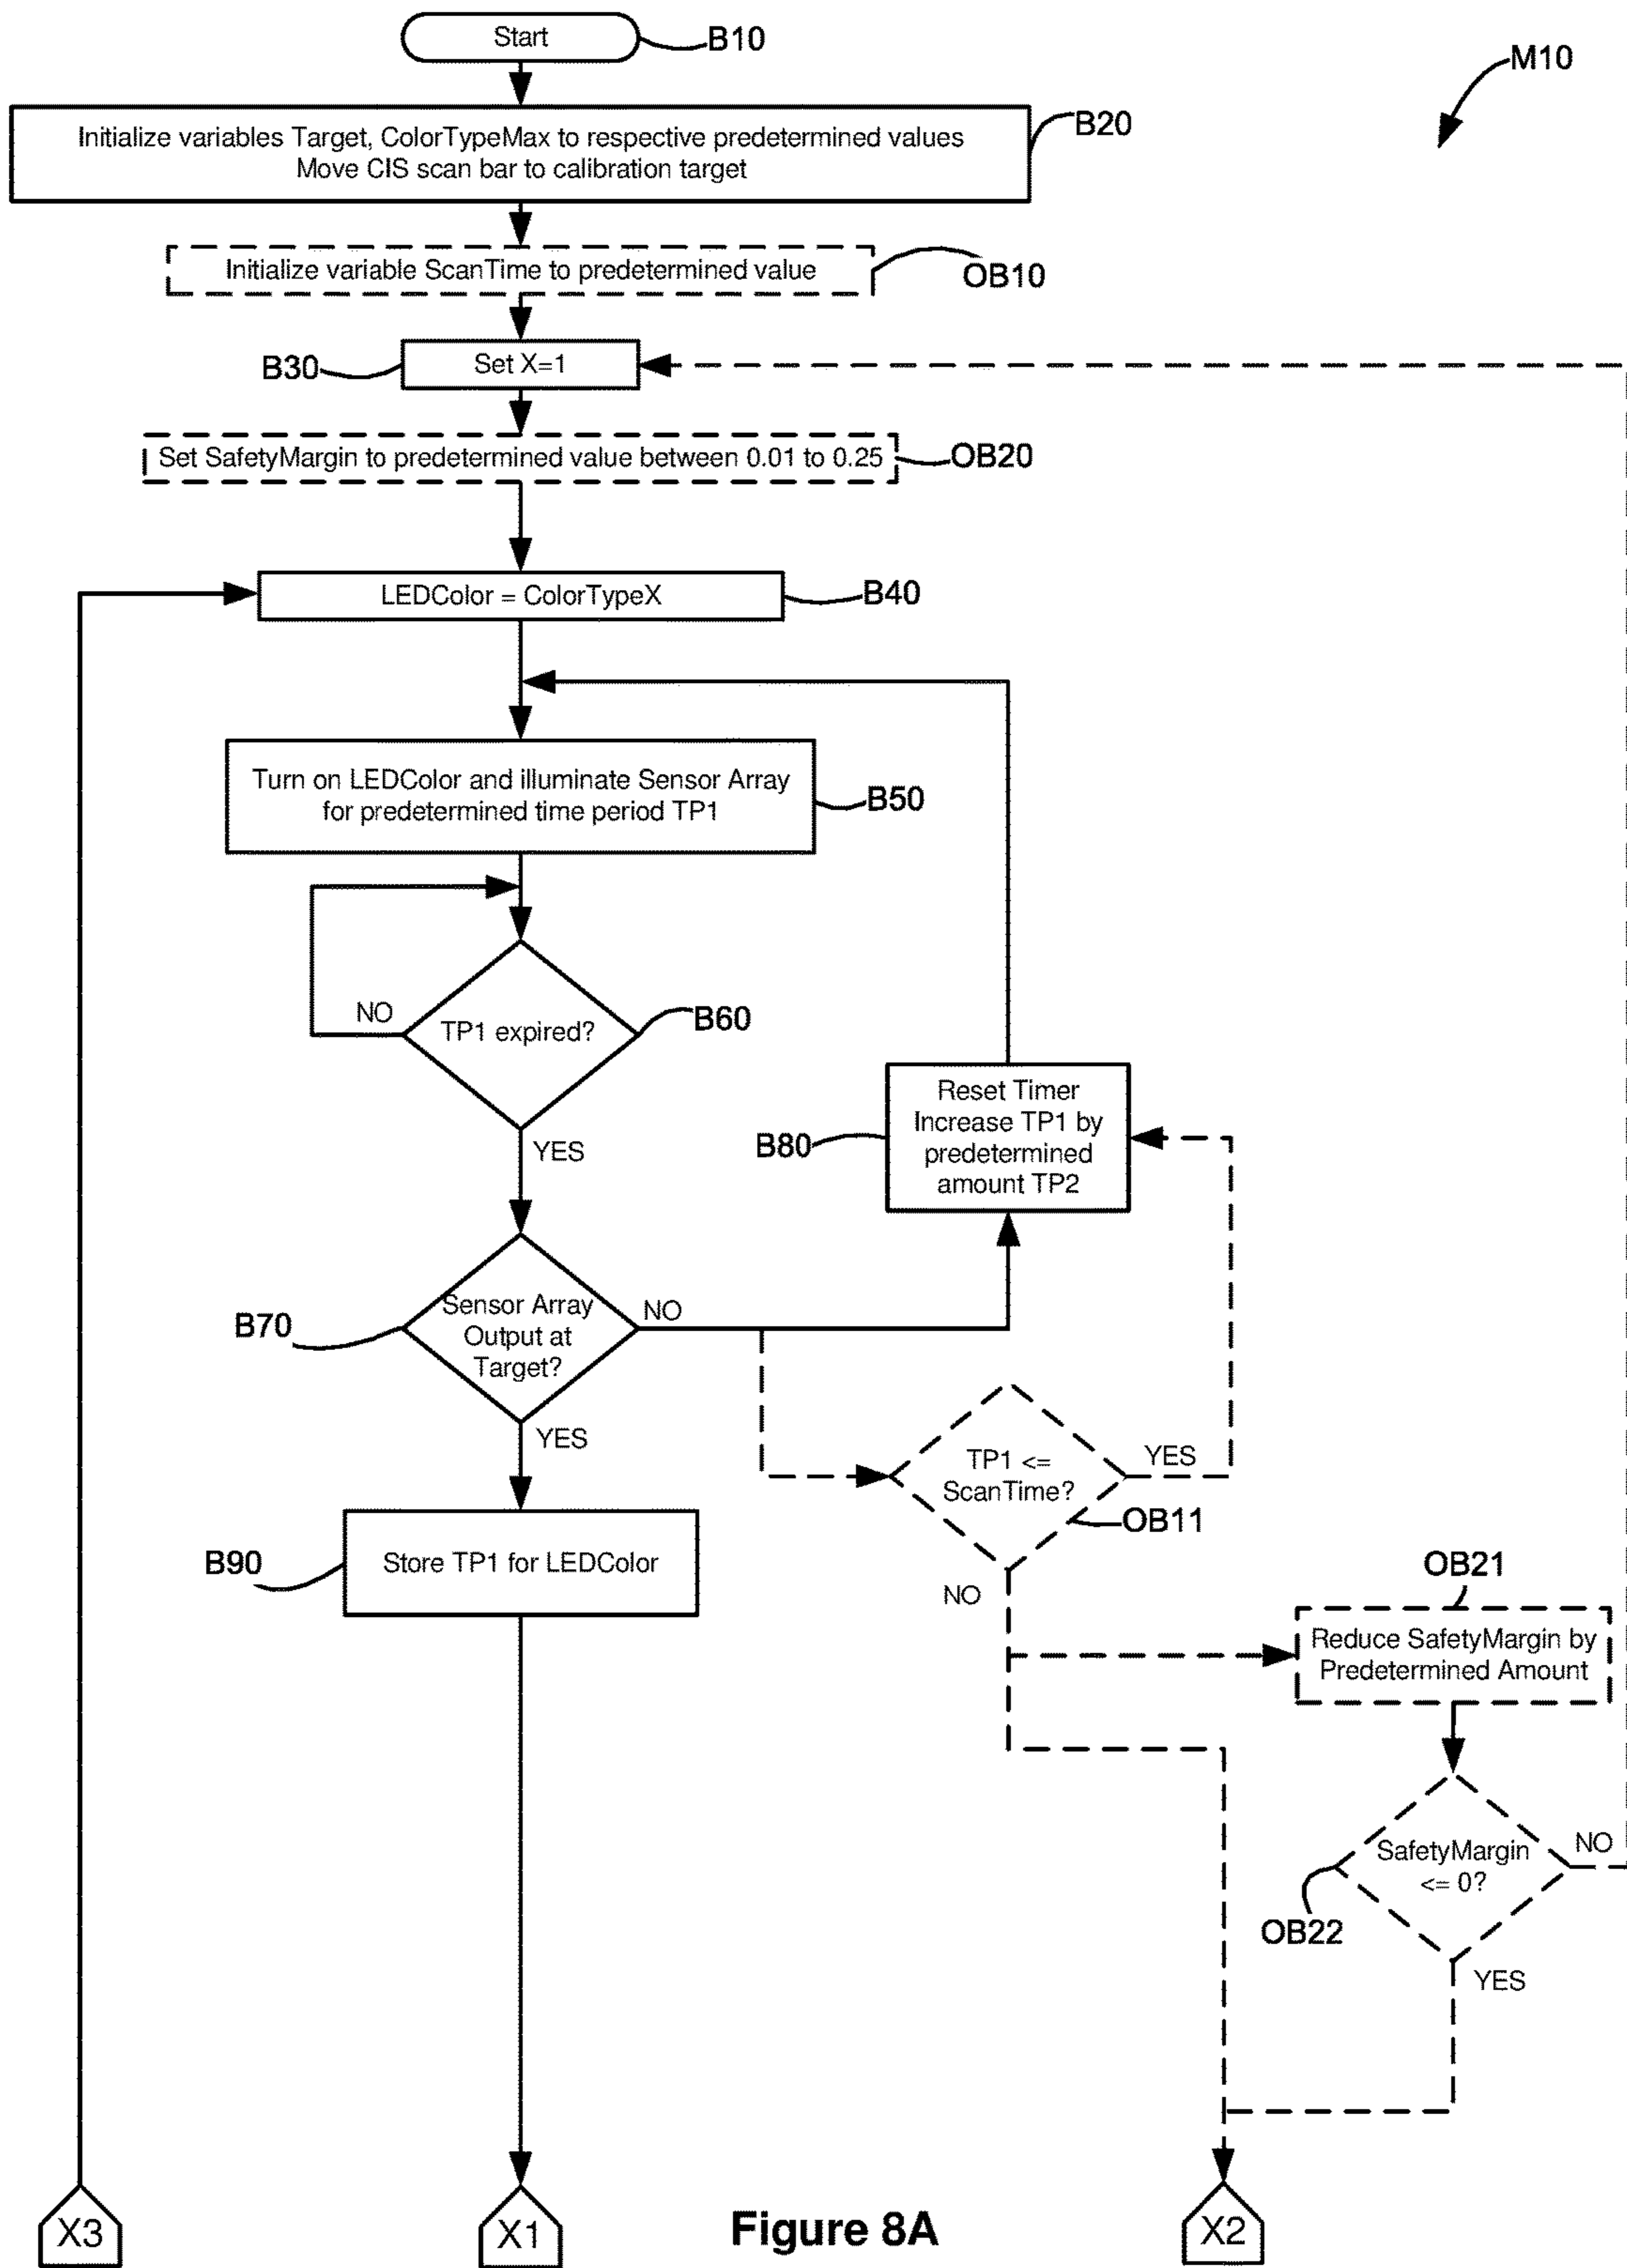 Start
B10
M10
Initialize variables Target, ColorTypeMax to respective predetermined values
Move CIS scan bar to calibration target
B20
Initialize variable ScanTime to predetermined value
OB10
B30
Set X=1
Set SafetyMargin to predetermined value between 0.01 to 0.25
OB20
LEDColor = ColorTypeX
B40
Turn on LEDColor and illuminate Sensor Array
for predetermined time period TP1
B50
NO
TP1 expired?
B60
YES
Reset Timer
Increase TP1 by
predetermined
amount TP2
B80
B70
Sensor Array
Output at
Target?
NO
YES
TP1 <=
ScanTime?
YES
OB11
NO
B90
Store TP1 for LEDColor
OB21
Reduce SafetyMargin by
Predetermined Amount
SafetyMargin
<= 0?
NO
OB22
YES
X3
X1
Figure 8A
X2